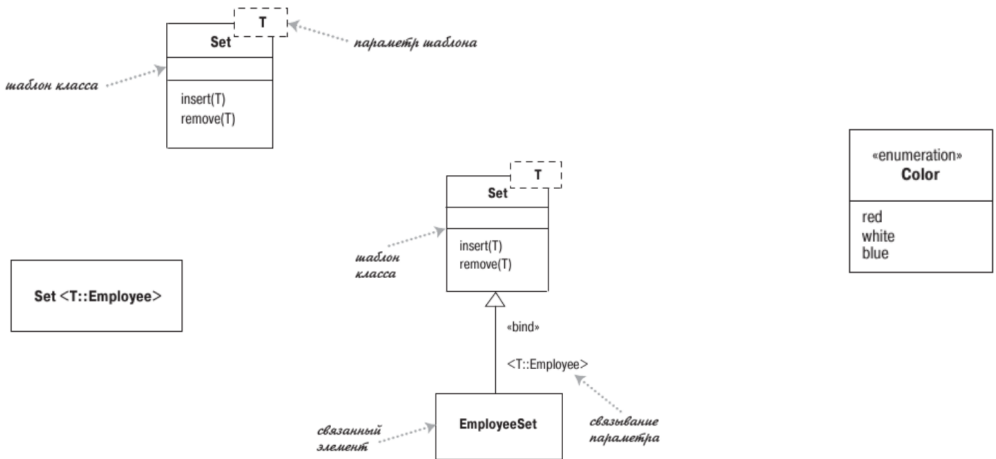 T
Set
параметр шаблона
шаблон класса
insert(T)
remove(T)
T
Set
шаблон
класса
insert(T)
remove(T)
«bind»
<T::Employee>
EmployeeSet
связанный
элемент
связывание
параметра
Set <T::Employee>
«enumeration»
Color
red
white
blue